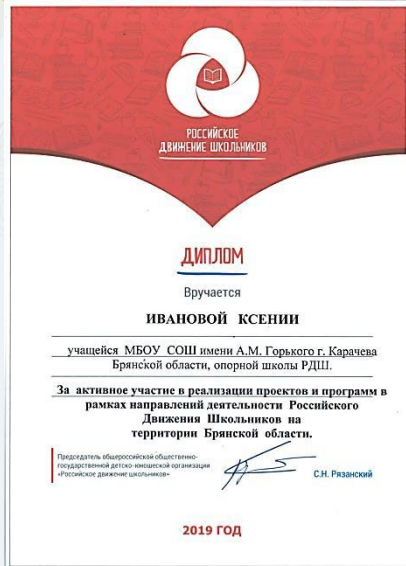 РОССИЙСКОЕ
ДВИЖЕНИЕ ШКОЛЬНИКОВ
ДИПЛОМ
Вручается
ИВАНОВОЙ КСЕНИИ
учащейся МБОУ СОШ имени А.М. Горького г. Карачева
Брянской области, опорной школы РДШ.
За активное участие в реализации проектов и программ в
рамках направлений деятельности Российского
Движения Школьников на
территории Брянской области.
Председатель общероссийской общественно-
государственной детско-юношеской организации
«Российское движение школьников»
С.Н. Рязанский
2019 ГОД